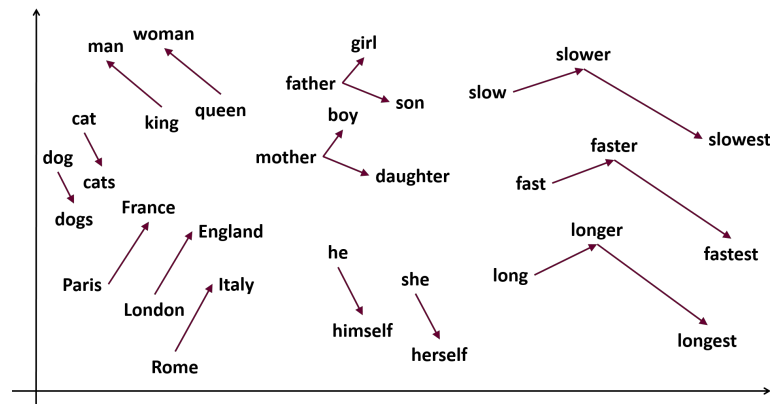 man
woman
king
queen
cat
cats
dog
dogs
France
Paris
England
London
Italy
Rome
girl
father
son
boy
mother
daughter
he
himself
she
herself
slower
slow
slowest
faster
fast
fastest
longer
long
longest